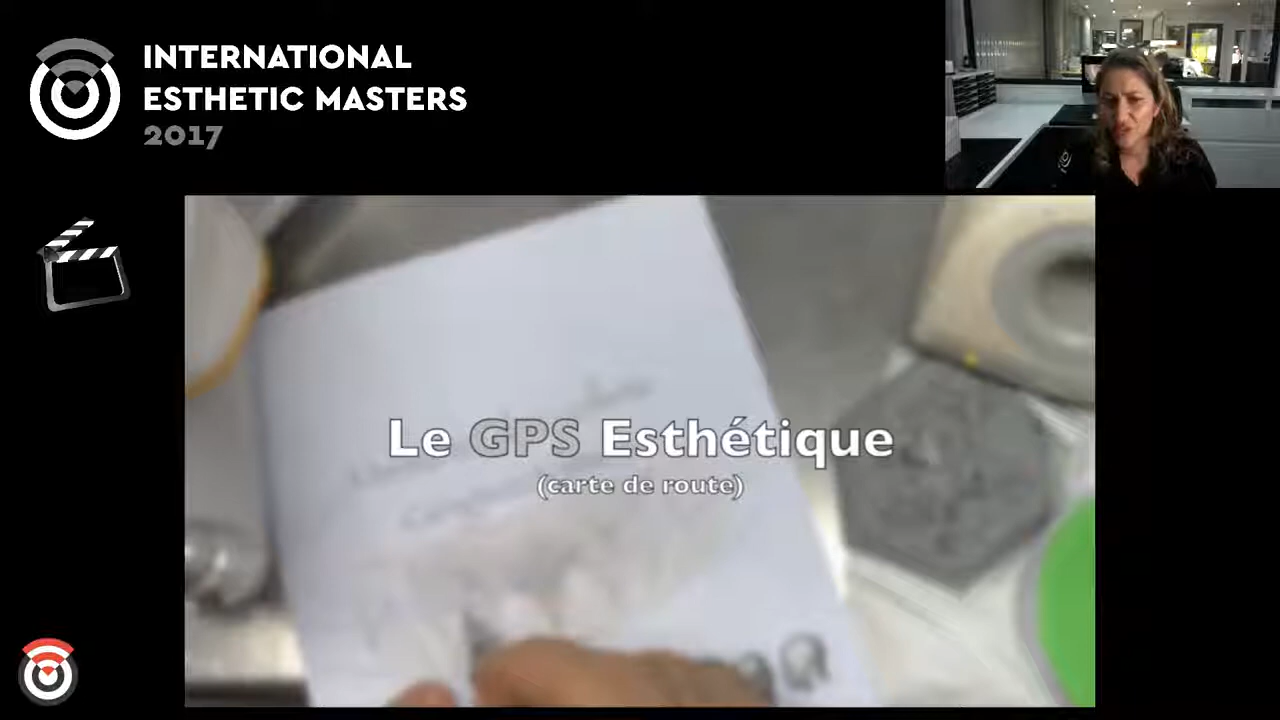 INTERNATIONAL
ESTHETIC MASTERS
2017
Le GPS Esthétique
(carte de route)